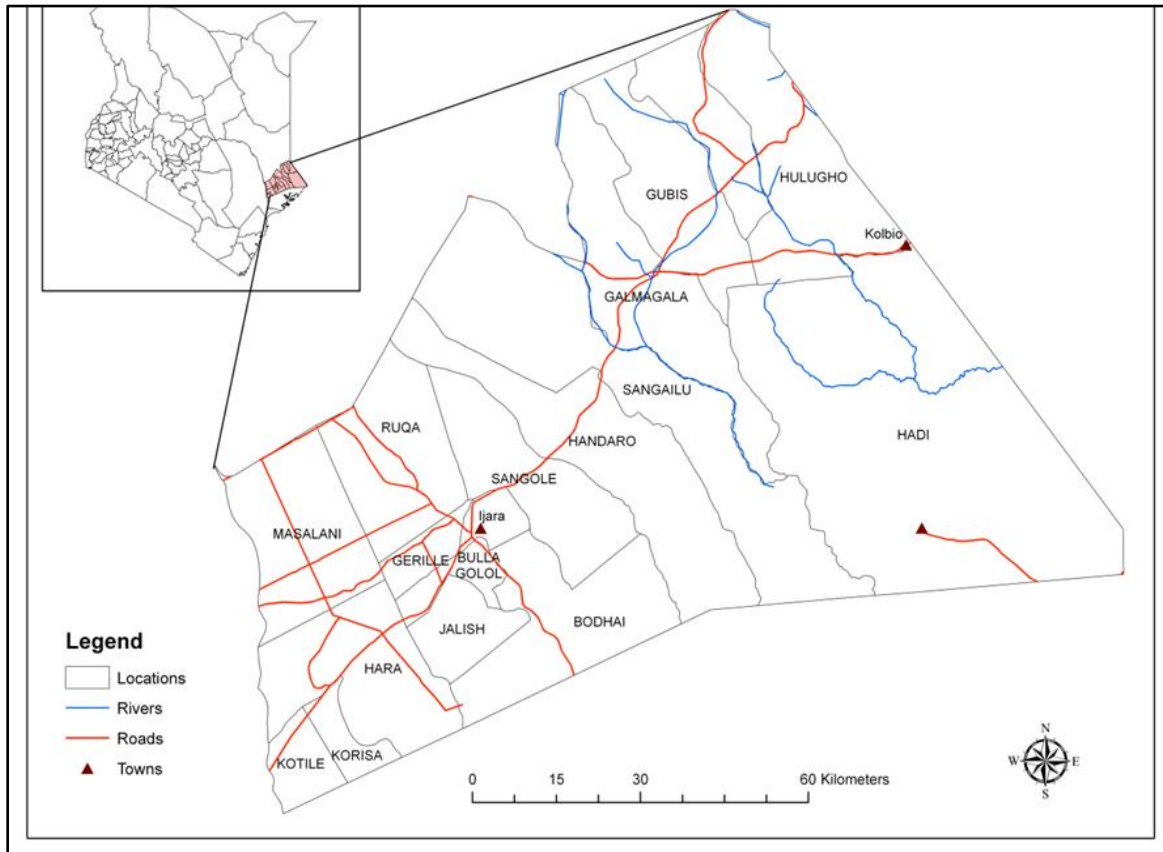 HULUGHO
GUBIS
Kolbio
GALMAGALA
SANGAILU
RUQA
HADI
HANDARO
SANGOLE
Ijara
MASALANI
GERILLE
BULLA
GOLOL
BODHAI
JALISH
HARA
KORISA
KOTILE
Legend
Locations
Rivers
Roads
Towns
0 15 30 60 Kilometers
N
W E
S